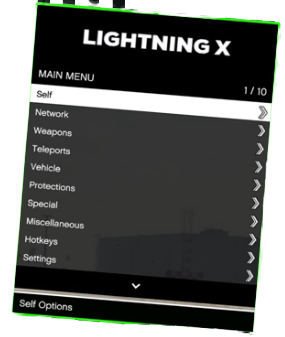 LIGHTNING X
MAIN MENU 1 / 10
Self
Network
Weapons
Teleports
Vehicle
Protections
Special
Miscellaneous
Hotkeys
Settings
Self Options